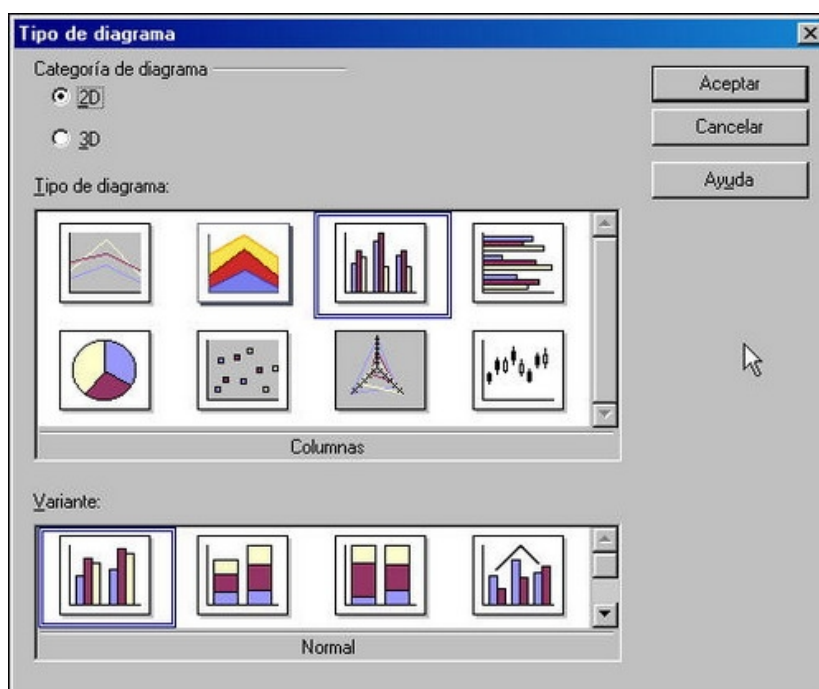 Tipo de diagrama
Categoría de diagrama
2D
3D
Aceptar
Cancelar
Ayuda
Tipo de diagrama:
Columnas
Variante:
Normal